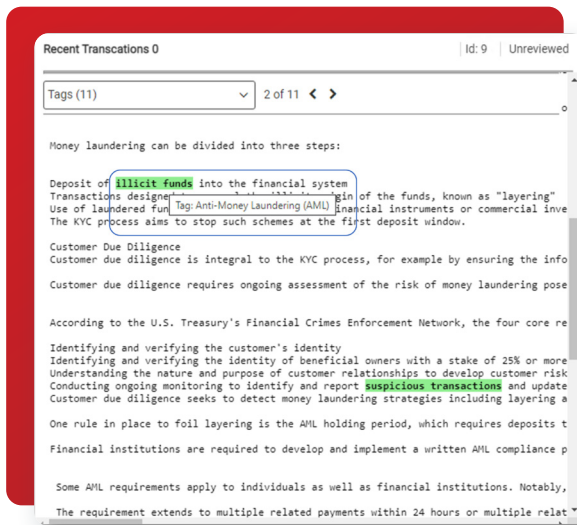 Recent Transcations 0
Id: 9
Unreviewed
Tags (11)
2 of 11
Money laundering can be divided into three steps:
Deposit of illicit funds into the financial system
Transactions designed gin of the funds, known as "layering"
Tag: Anti-Money Laundering (AML)
Use of laundered fun inancial instruments or commercial inve
The KYC process aims to stop such schemes at the first deposit window.
Customer Due Diligence
Customer due diligence is integral to the KYC process, for example by ensuring the info
Customer due diligence requires ongoing assessment of the risk of money laundering pose
According to the U.S. Treasury's Financial Crimes Enforcement Network, the four core re
Identifying and verifying the customer's identity
Identifying and verifying the identity of beneficial owners with a stake of 25% or more
Understanding the nature and purpose of customer relationships to develop customer risk
Conducting ongoing monitoring to identify and report suspicious transactions and update
Customer due diligence seeks to detect money laundering strategies including layering a
One rule in place to foil layering is the AML holding period, which requires deposits t
Financial institutions are required to develop and implement a written AML compliance p
Some AML requirements apply to individuals as well as financial institutions. Notably,
The requirement extends to multiple related payments within 24 hours or multiple relat